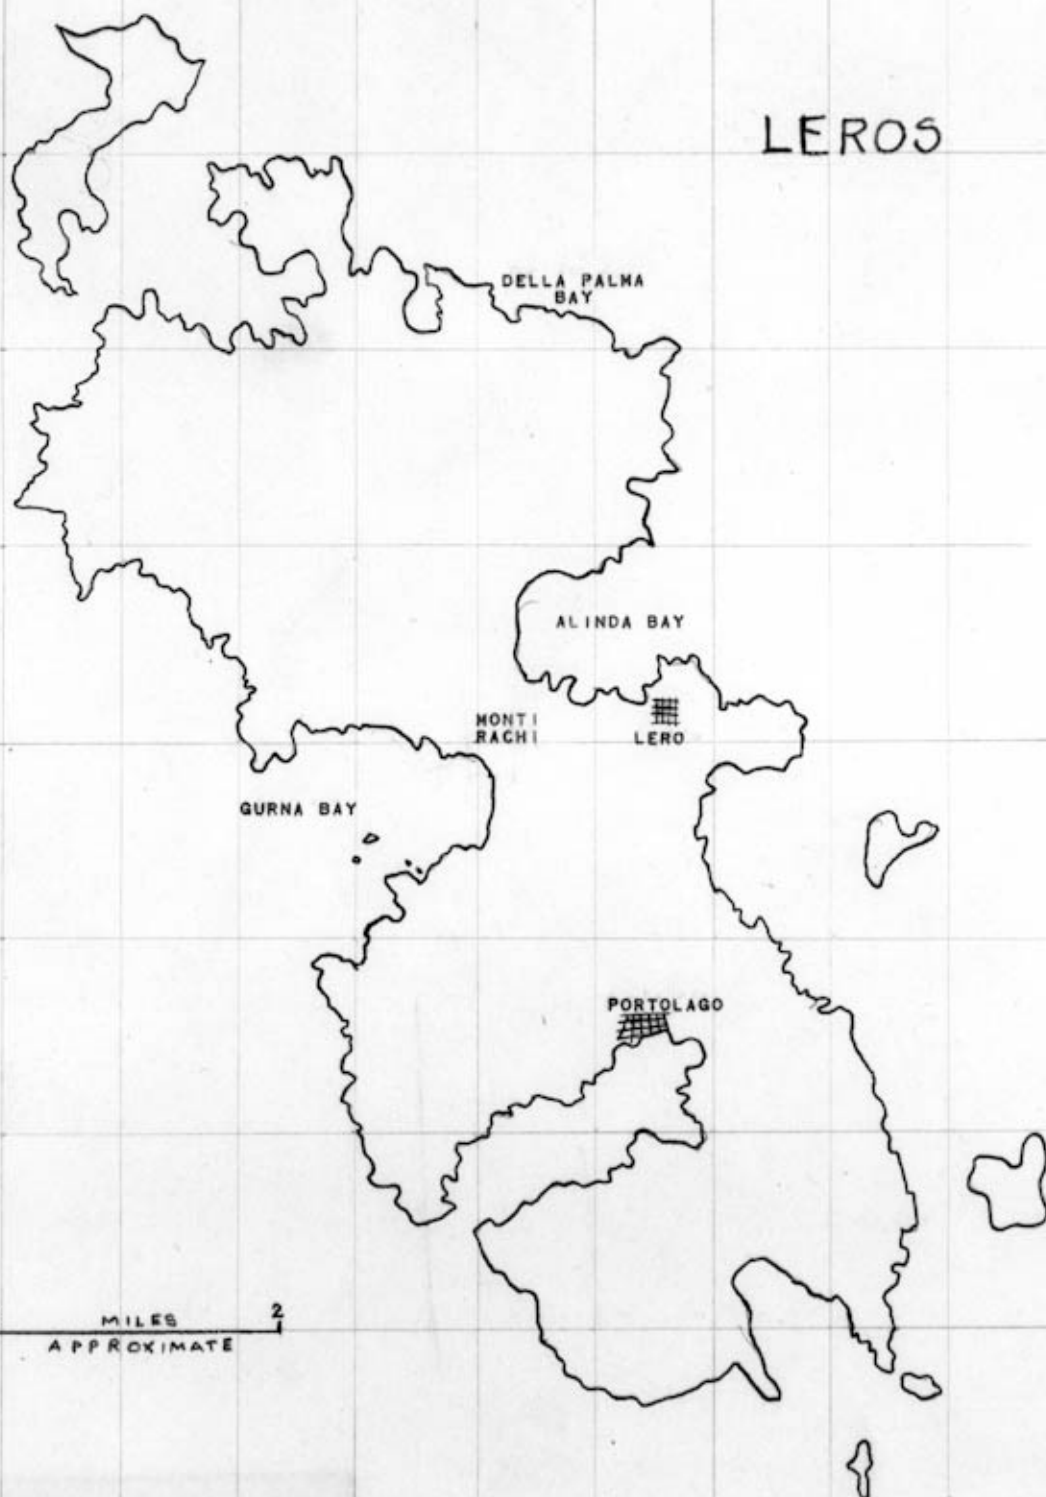 LEROS
DELLA PALMA
BAY
ALINDA BAY
MONTI
RACHI
LERO
GURNA BAY
PORTOLAGO
2
MILES
APPROXIMATE